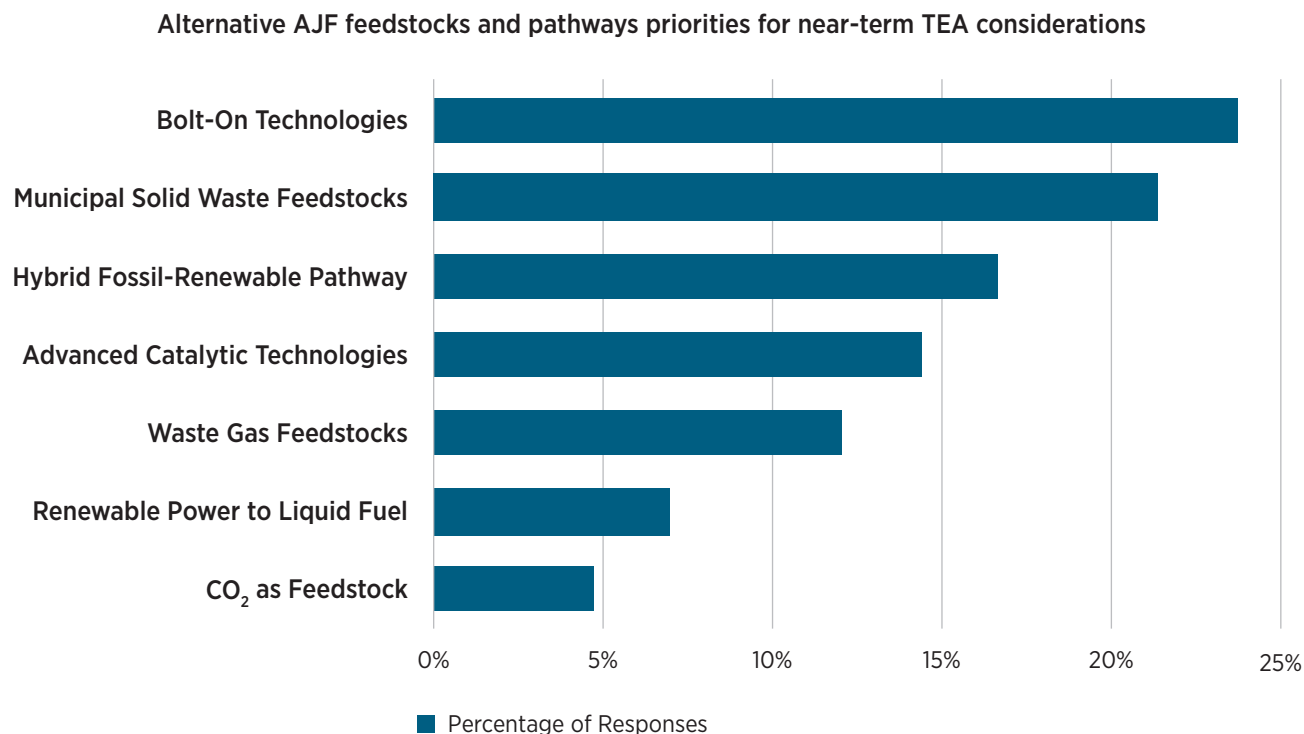 Alternative AJF feedstocks and pathways priorities for near-term TEA considerations
Bolt-On Technologies
Municipal Solid Waste Feedstocks
Hybrid Fossil-Renewable Pathway
Advanced Catalytic Technologies
Waste Gas Feedstocks
Renewable Power to Liquid Fuel
CO₂ as Feedstock
0% 5% 10% 15% 20% 25%
Percentage of Responses